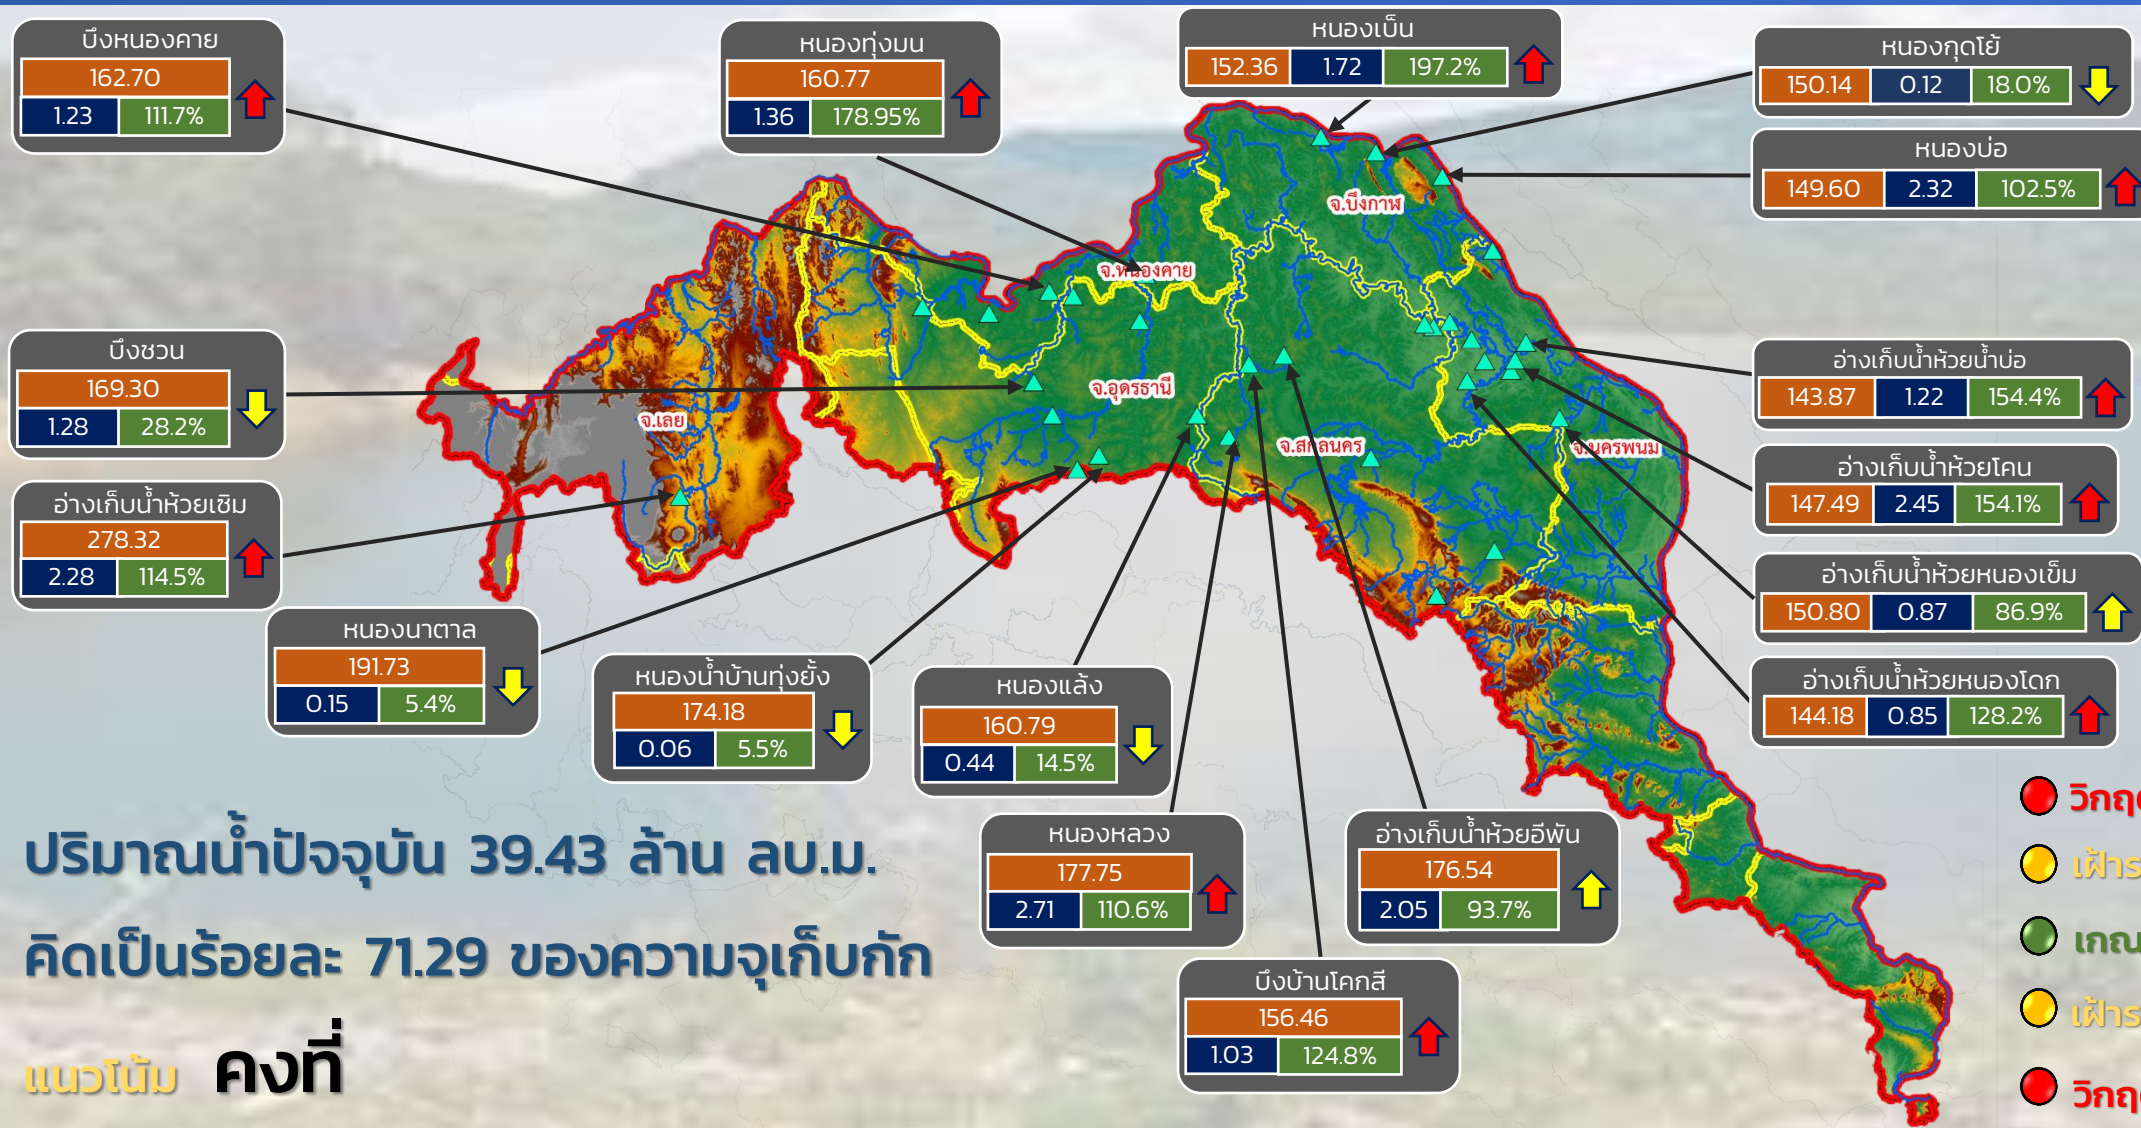 บึงหนองคาย
162.70
1.23 111.7%
หนองทุ่งมน
160.77
1.36 178.95%
หนองเบ็น
152.36 1.72 197.2%
หนองกุดโย้
150.14 0.12 18.0%
หนองบ่อ
149.60 2.32 102.5%
จ.บึงกาฬ
จ.หนองคาย
บึงชวน
169.30
1.28 28.2%
จ.อุดรธานี
จ.เลย
จ.สกลนคร
จ.นครพนม
อ่างเก็บน้ำห้วยน้ำบ่อ
143.87 1.22 154.4%
อ่างเก็บน้ำห้วยโคน
147.49 2.45 154.1%
อ่างเก็บน้ำห้วยเซิม
278.32
2.28 114.5%
อ่างเก็บน้ำห้วยหนองเข็ม
150.80 0.87 86.9%
หนองนาตาล
191.73
0.15 5.4%
หนองน้ำบ้านทุ่งยั้ง
174.18
0.06 5.5%
หนองแล้ง
160.79
0.44 14.5%
อ่างเก็บน้ำห้วยหนองโดก
144.18 0.85 128.2%
หนองหลวง
177.75
2.71 110.6%
อ่างเก็บน้ำห้วยอีพัน
176.54
2.05 93.7%
บึงบ้านโคกสี
156.46
1.03 124.8%
ปริมาณน้ำปัจจุบัน 39.43 ล้าน ลบ.ม.
คิดเป็นร้อยละ 71.29 ของความจุเก็บกัก
แนวโน้ม คงที่